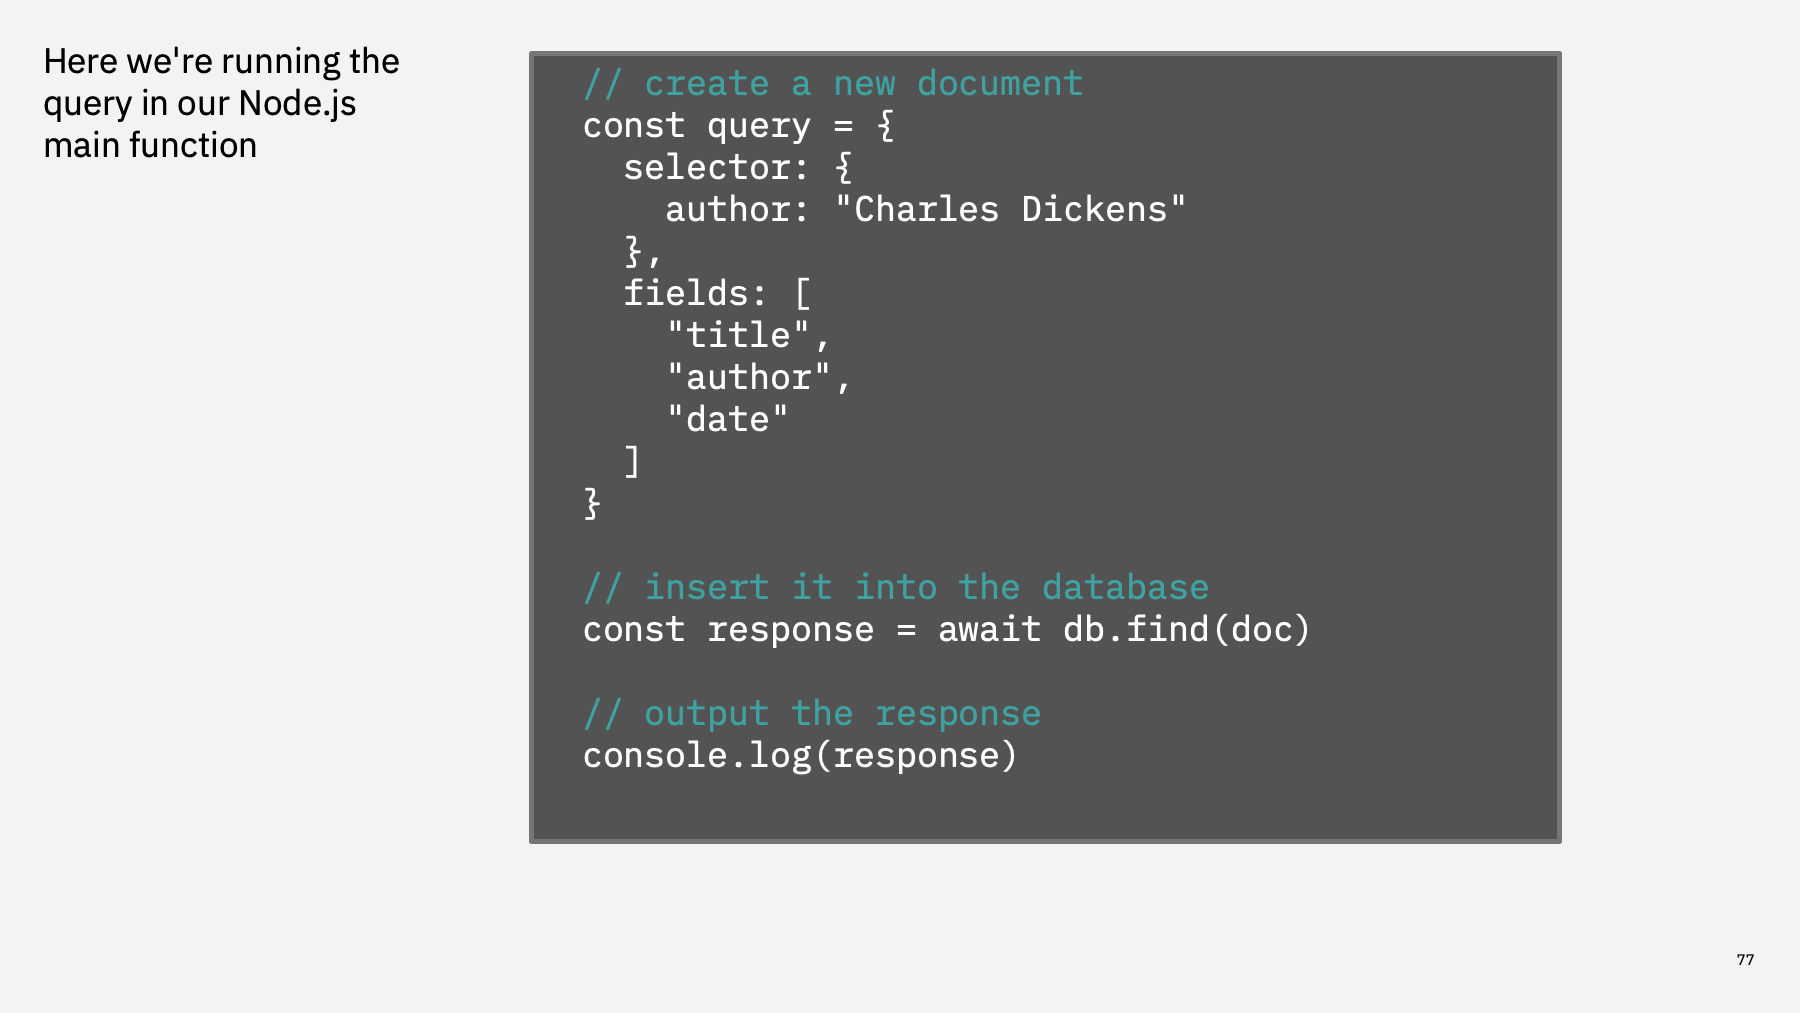 Here we're running the
query in our Node.js
main function
// create a new document
const query = {
  selector: {
    author: "Charles Dickens"
  },
  fields: [
    "title",
    "author",
    "date"
  ]
}
// insert it into the database
const response = await db.find(doc)
// output the response
console.log(response)
77